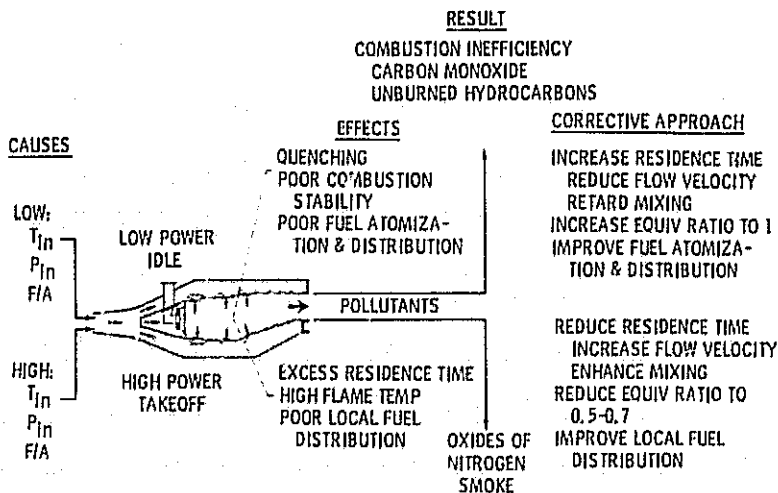 RESULT
COMBUSTION INEFFICIENCY
CARBON MONOXIDE
UNBURNED HYDROCARBONS
CAUSES
LOW:
Tin
Pin
F/A
HIGH:
Tin
Pin
F/A
LOW POWER
IDLE
HIGH POWER
TAKEOFF
EFFECTS
QUENCHING
POOR COMBUSTION
STABILITY
POOR FUEL ATOMIZA-
TION & DISTRIBUTION
POLLUTANTS
EXCESS RESIDENCE TIME
HIGH FLAME TEMP
POOR LOCAL FUEL
DISTRIBUTION
OXIDES OF
NITROGEN
SMOKE
CORRECTIVE APPROACH
INCREASE RESIDENCE TIME
REDUCE FLOW VELOCITY
RETARD MIXING
INCREASE EQUIV RATIO TO 1
IMPROVE FUEL ATOMIZA-
TION & DISTRIBUTION
REDUCE RESIDENCE TIME
INCREASE FLOW VELOCITY
ENHANCE MIXING
REDUCE EQUIV RATIO TO
0.5-0.7
IMPROVE LOCAL FUEL
DISTRIBUTION